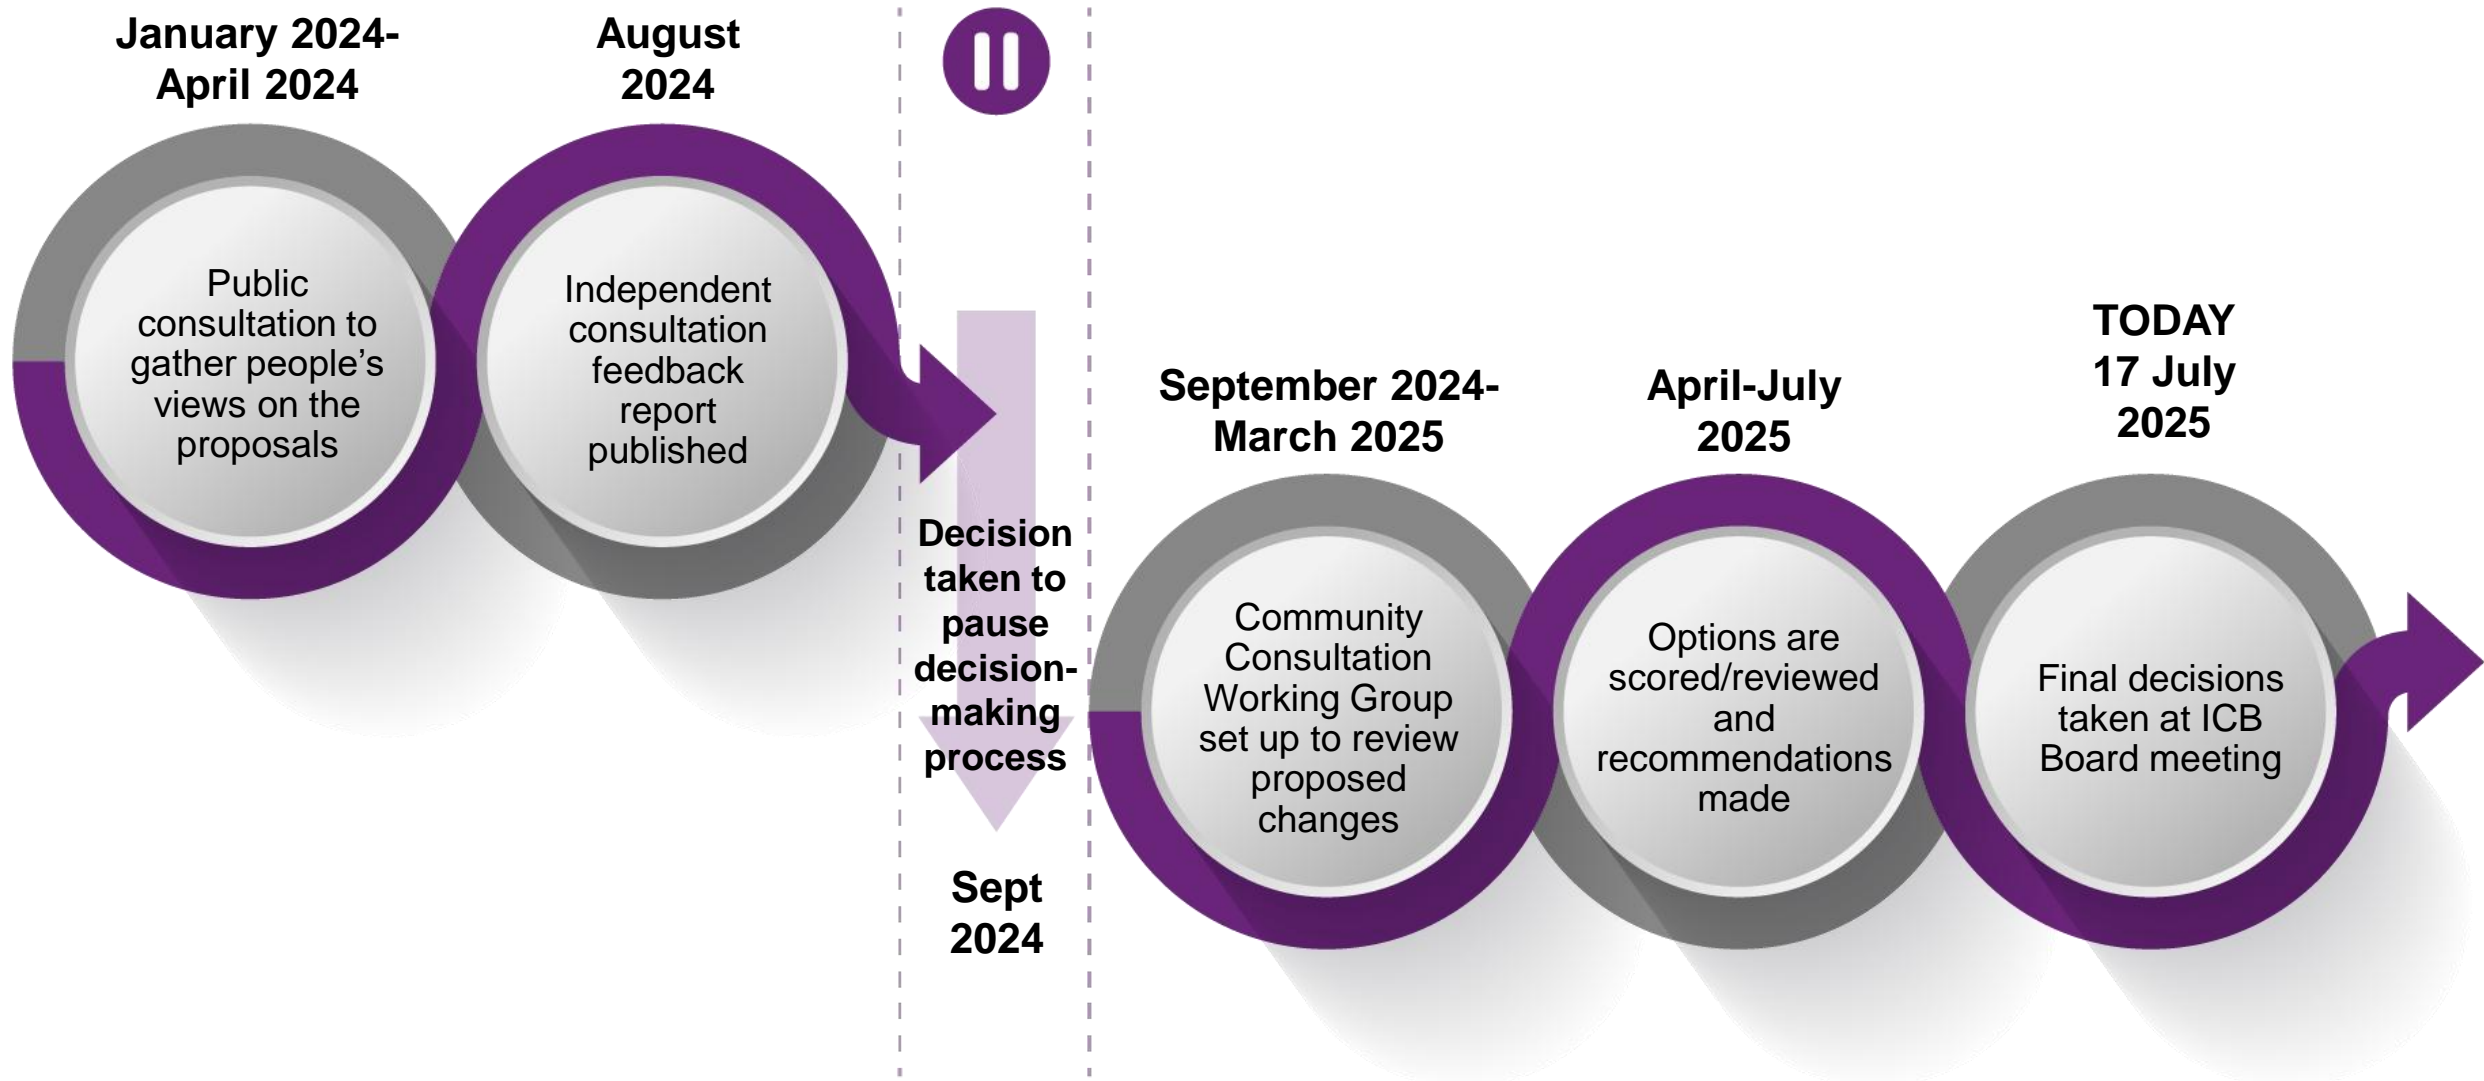 January 2024-
April 2024
Public
consultation to
gather people’s
views on the
proposals
August
2024
Independent
consultation
feedback
report
published
Decision
taken to
pause
decision-
making
process
Sept
2024
September 2024-
March 2025
Community
Consultation
Working Group
set up to review
proposed
changes
April-July
2025
Options are
scored/reviewed
and
recommendations
made
TODAY
17 July
2025
Final decisions
taken at ICB
Board meeting